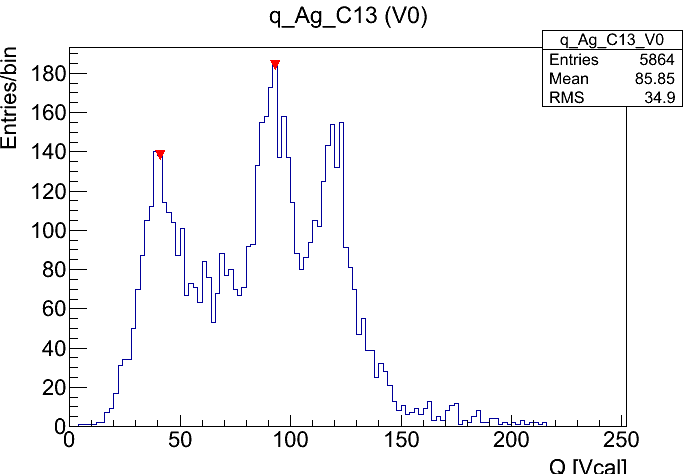 q_Ag_C13 (V0)
q_Ag_C13_V0
Entries 5864
Mean 85.85
RMS 34.9
Entries/bin
180
160
140
120
100
80
60
40
20
0
0 50 100 150 200 250
Q [Vcal]